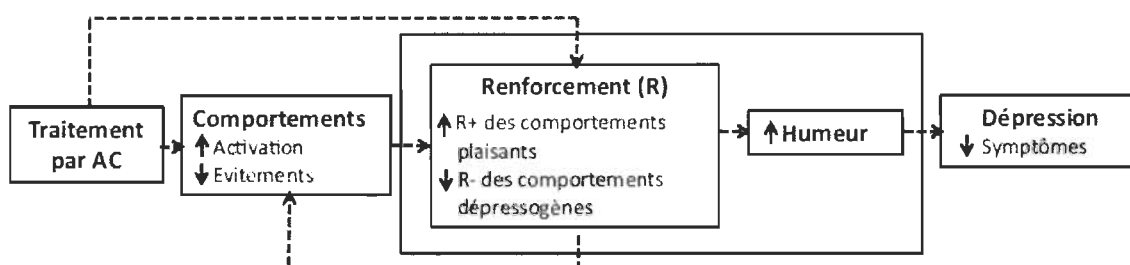 Traitement
par AC
Comportements
↑ Activation
↓ Evitements
Renforcement (R)
↑ R+ des comportements
plaisants
↓ R- des comportements
dépressogènes
↑ Humeur
Dépression
↓ Symptômes